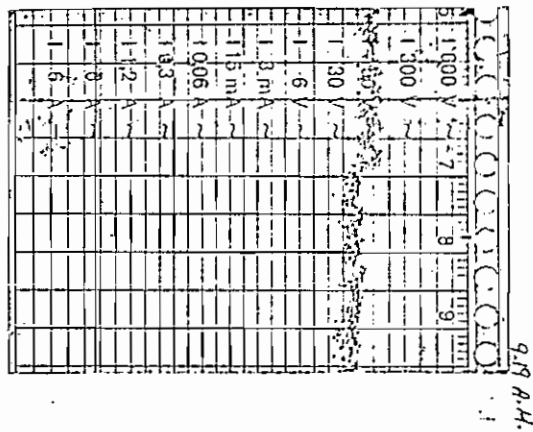 1000 V ~
300 V ~
30 V ~
6 V ~
3 mA ~
15 mA ~
0.06 A ~
0.3 A ~
1.2 A ~
6 A
7
8
9
9.19 A.M.